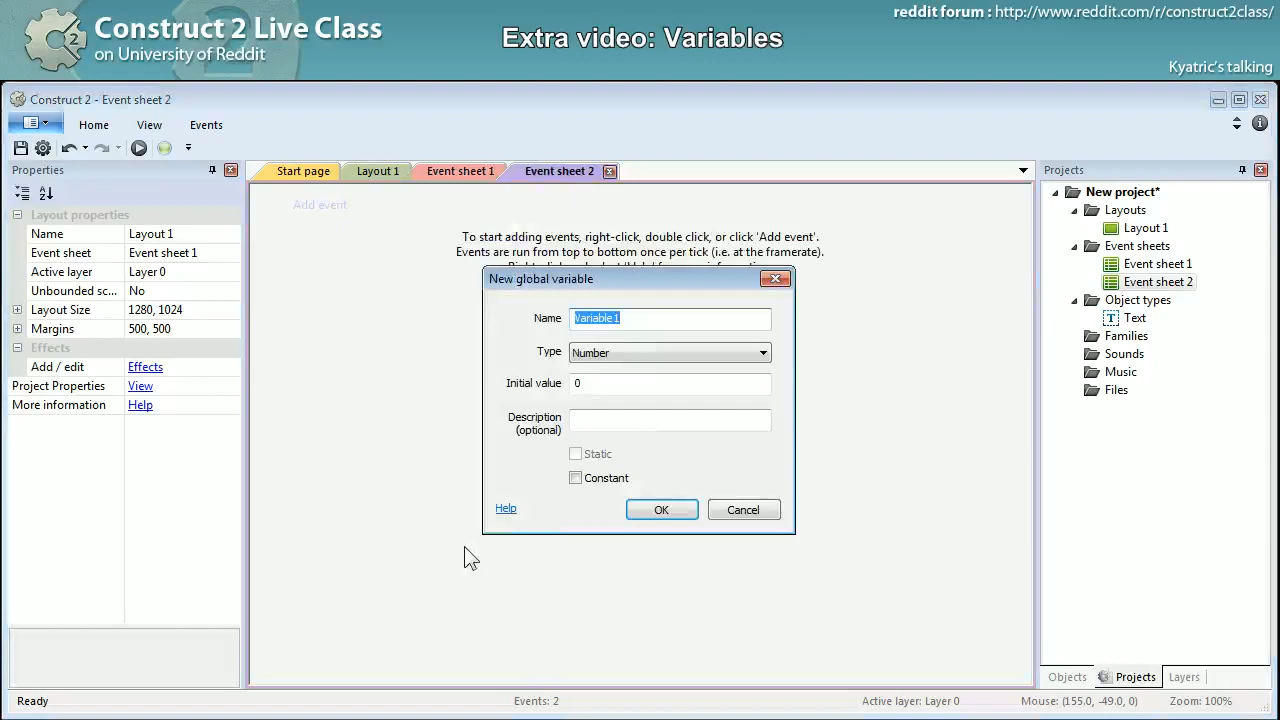 Construct 2 Live Class
on University of Reddit
Extra video: Variables
reddit forum : http://www.reddit.com/r/construct2class/
Kyatric's talking
Construct 2 - Event sheet 2
Home
View
Events
Properties
Layout properties
Name
Layout 1
Event sheet
Event sheet 1
Active layer
Layer 0
Unbounded sc...
No
Layout Size
1280, 1024
Margins
500, 500
Effects
Add / edit
Effects
Project Properties
View
More information
Help
Start page
Layout 1
Event sheet 1
Event sheet 2
Add event
To start adding events, right-click, double click, or click 'Add event'.
Events are run from top to bottom once per tick (i.e. at the framerate).
New global variable
Name
Variable1
Type
Number
Initial value
0
Description
(optional)
Static
Constant
Help
OK
Cancel
Projects
New project*
Layouts
Layout 1
Event sheets
Event sheet 1
Event sheet 2
Object types
Text
Families
Sounds
Music
Files
Objects
Projects
Layers
Ready
Events: 2
Active layer: Layer 0
Mouse: (155.0, -49.0, 0)
Zoom: 100%